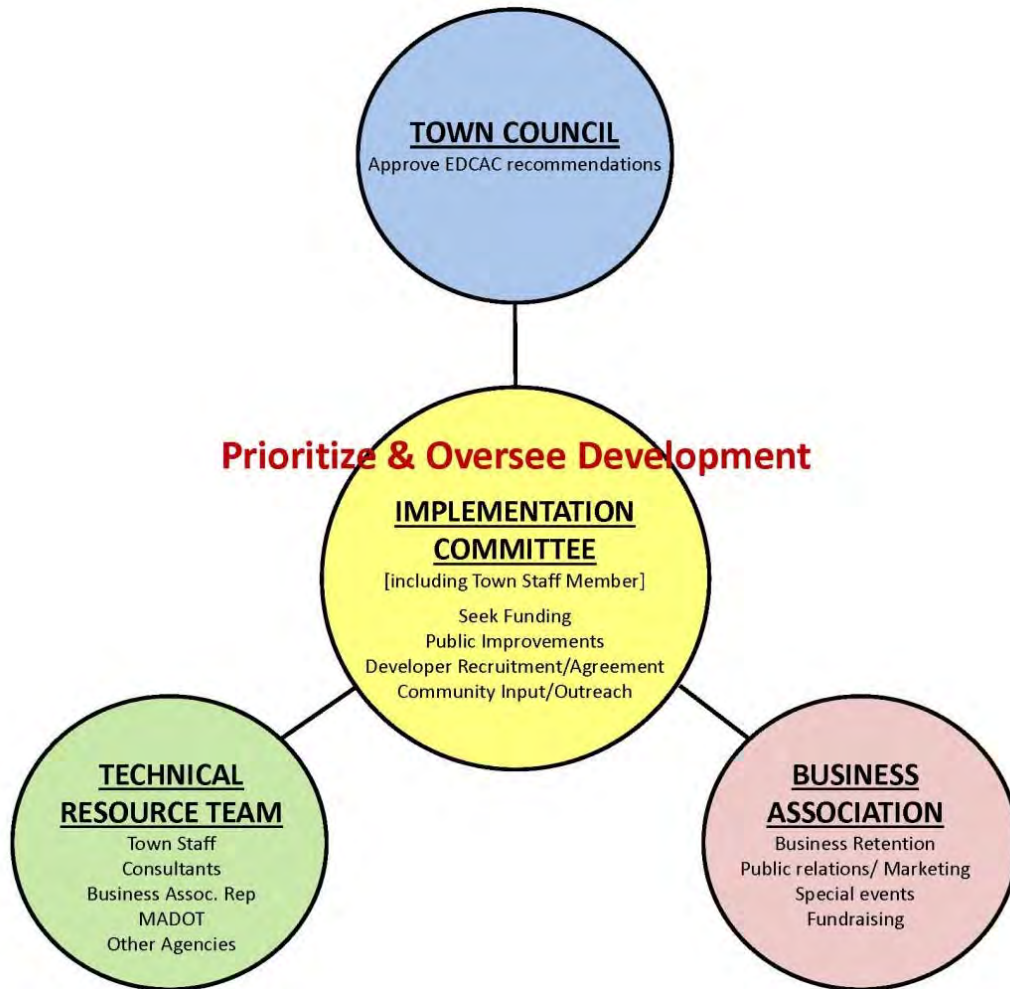 TOWN COUNCIL
Approve EDCAC recommendations
Prioritize & Oversee Development
IMPLEMENTATION
COMMITTEE
[including Town Staff Member]
Seek Funding
Public Improvements
Developer Recruitment/Agreement
Community Input/Outreach
TECHNICAL
RESOURCE TEAM
Town Staff
Consultants
Business Assoc. Rep
MADOT
Other Agencies
BUSINESS
ASSOCIATION
Business Retention
Public relations/ Marketing
Special events
Fundraising